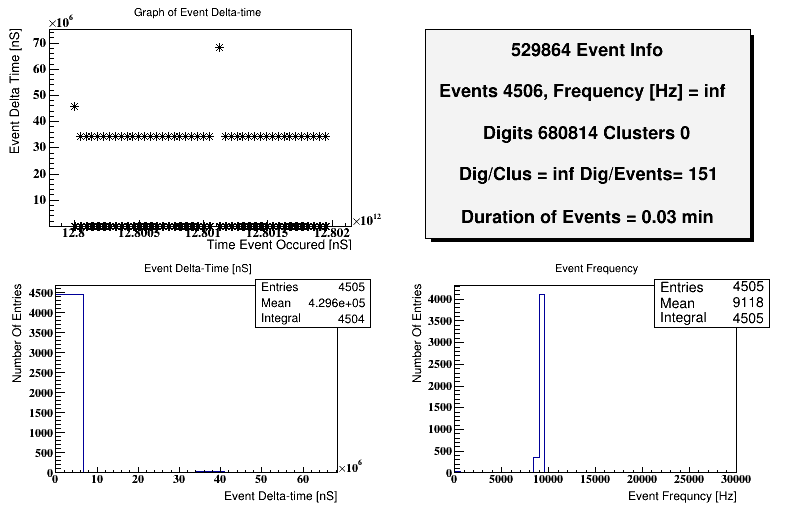 Graph of Event Delta-time
×10⁶
Event Delta Time [nS]
70
60
50
40
30
20
10
12.8 12.8005 12.801 12.8015 12.802
×10¹²
Time Event Occured [nS]
529864 Event Info
Events 4506, Frequency [Hz] = inf
Digits 680814 Clusters 0
Dig/Clus = inf Dig/Events= 151
Duration of Events = 0.03 min
Event Delta-Time [nS]
Entries 4505
Mean 4.296e+05
Integral 4504
Number Of Entries
4500
4000
3500
3000
2500
2000
1500
1000
500
0
0 10 20 30 40 50 60
×10⁶
Event Delta-time [nS]
Event Frequency
Entries 4505
Mean 9118
Integral 4505
Number Of Entries
4000
3500
3000
2500
2000
1500
1000
500
0
0 5000 10000 15000 20000 25000 30000
Event Frequncy [Hz]